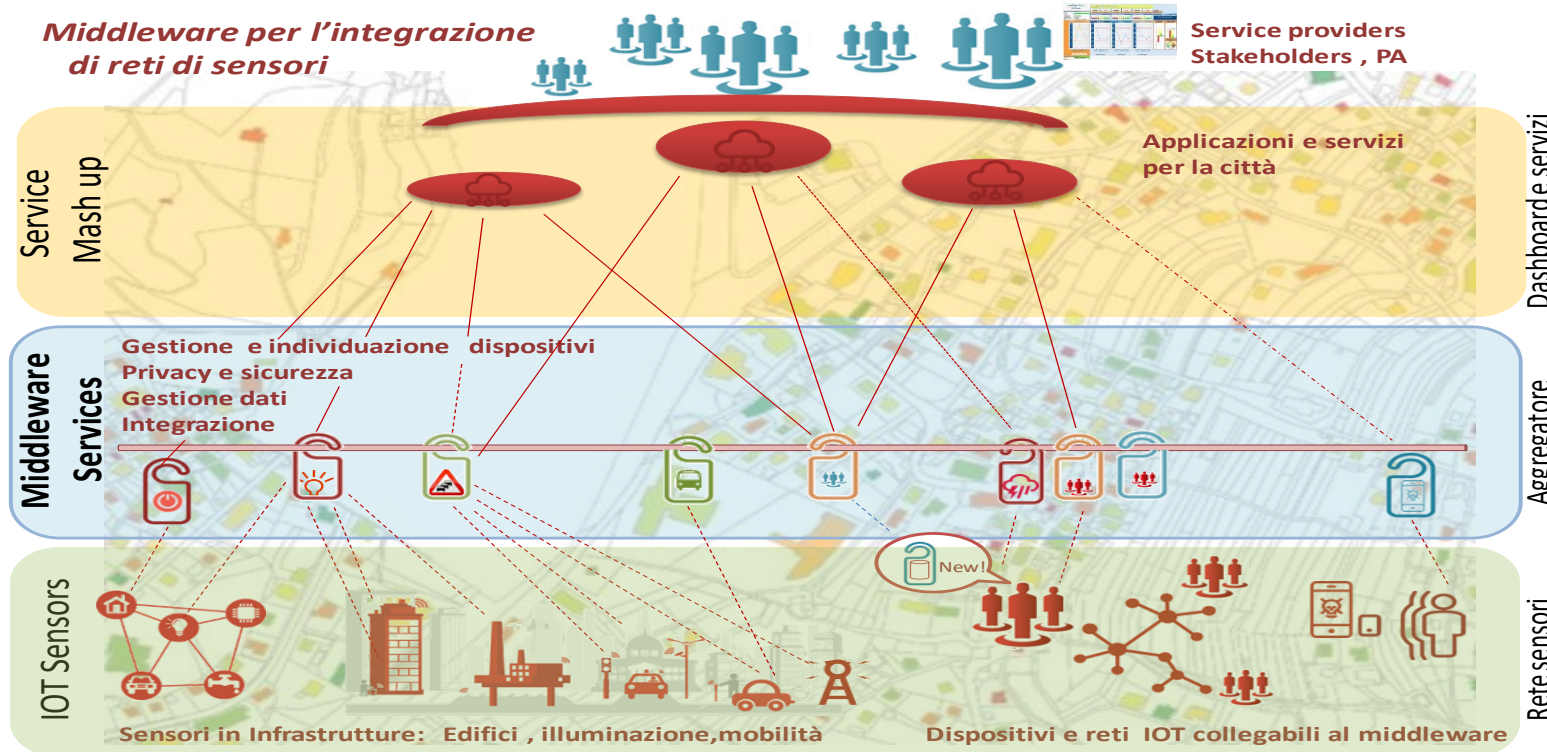 Middleware per l'integrazione
di reti di sensori
Service providers
Stakeholders , PA
Service
Mash up
Applicazioni e servizi
per la città
Dashboard e servizi
Middleware
Services
Gestione e individuazione dispositivi
Privacy e sicurezza
Gestione dati
Integrazione
Aggregatore
New!
IOT Sensors
Rete sensori
Sensori in Infrastrutture: Edifici , illuminazione,mobilità
Dispositivi e reti IOT collegabili al middleware